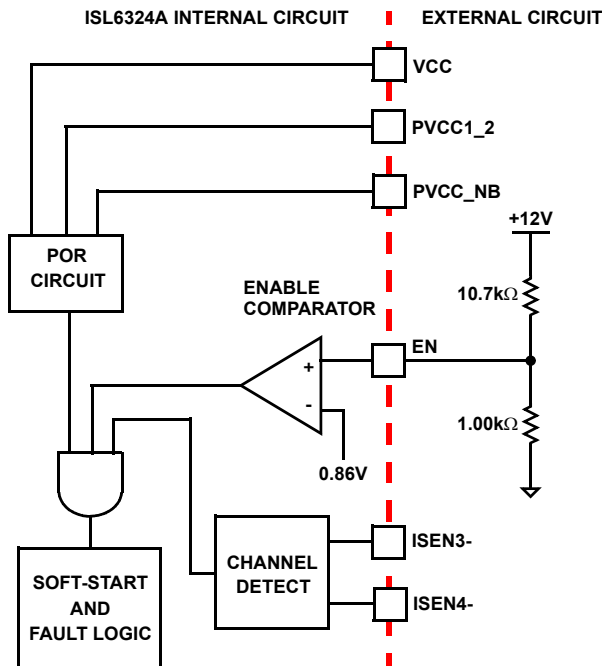 ISL6324A INTERNAL CIRCUIT
EXTERNAL CIRCUIT
VCC
PVCC1_2
PVCC_NB
+12V
POR
CIRCUIT
10.7kΩ
ENABLE
COMPARATOR
EN
+
-
1.00kΩ
0.86V
ISEN3-
CHANNEL
DETECT
ISEN4-
SOFT-START
AND
FAULT LOGIC